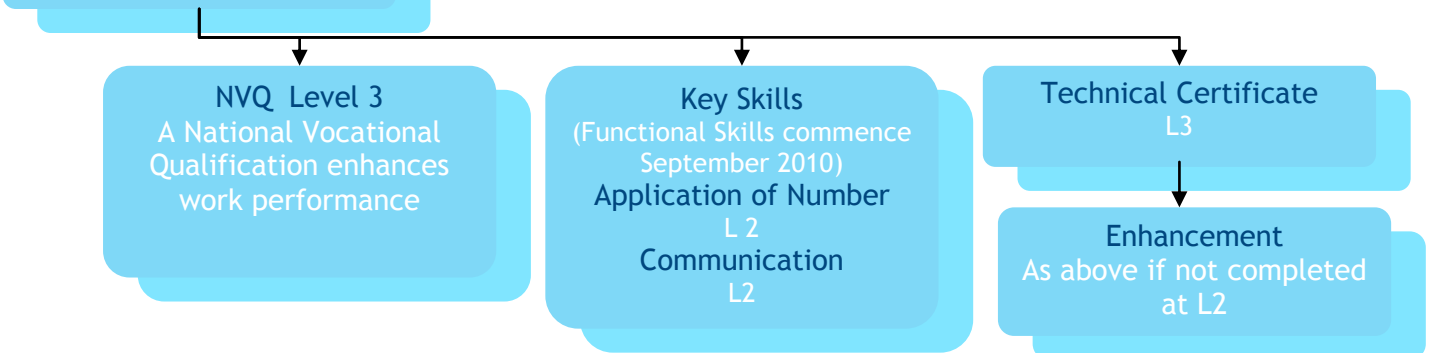 NVQ Level 3
A National Vocational
Qualification enhances
work performance
Key Skills
(Functional Skills commence
September 2010)
Application of Number
L 2
Communication
L2
Technical Certificate
L3
Enhancement
As above if not completed
at L2